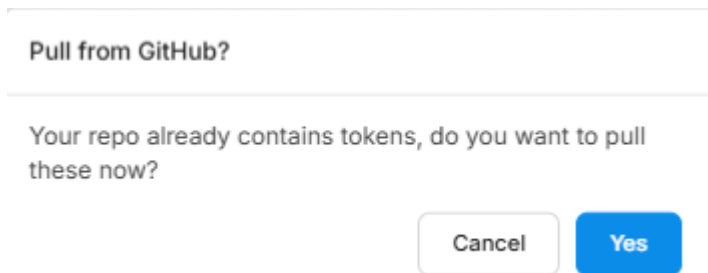 Pull from GitHub?
Your repo already contains tokens, do you want to pull
these now?
Cancel
Yes